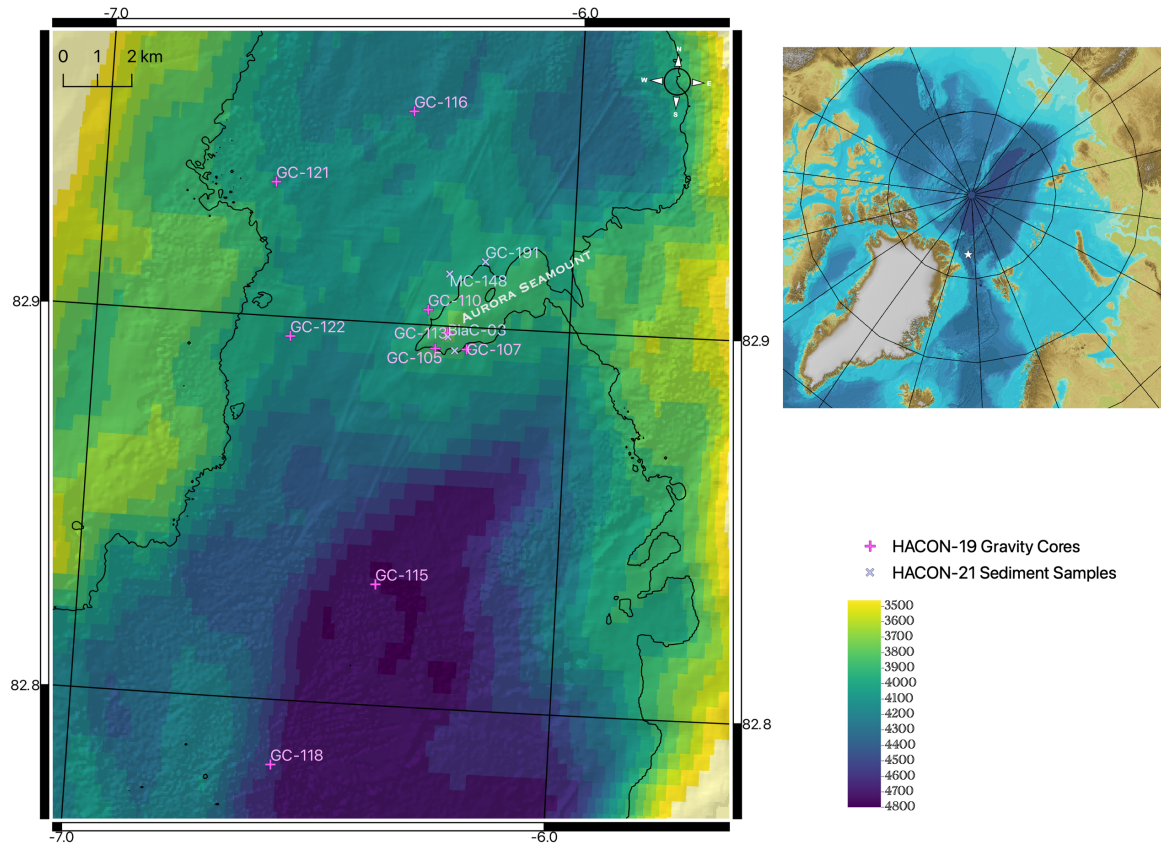 -7.0
-6.0
0 1 2 km
N
W
E
S
GC-116
GC-121
GC-191
MC-148
AURORA SEAMOUNT
GC-110
82.9
GC-122
GC-113
BlaC-03
82.9
GC-105
GC-107
GC-115
82.8
82.8
GC-118
-7.0
-6.0
HACON-19 Gravity Cores
HACON-21 Sediment Samples
-3500
-3600
-3700
-3800
-3900
-4000
-4100
-4200
-4300
-4400
-4500
-4600
-4700
-4800